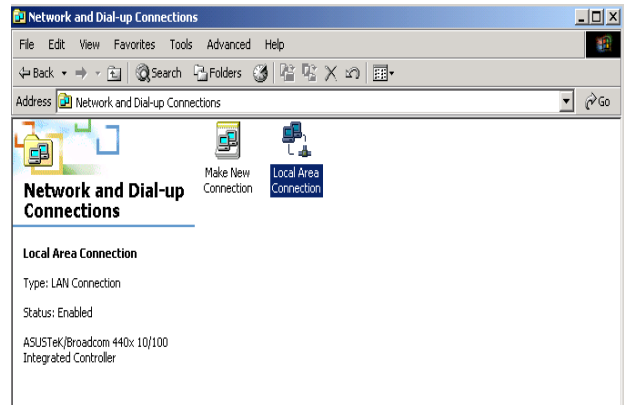 Network and Dial-up Connections
File Edit View Favorites Tools Advanced Help
Back Search Folders
Address Network and Dial-up Connections Go
Network and Dial-up
Connections
Local Area Connection
Type: LAN Connection
Status: Enabled
ASUSTeK/Broadcom 440x 10/100
Integrated Controller
Make New
Connection
Local Area
Connection